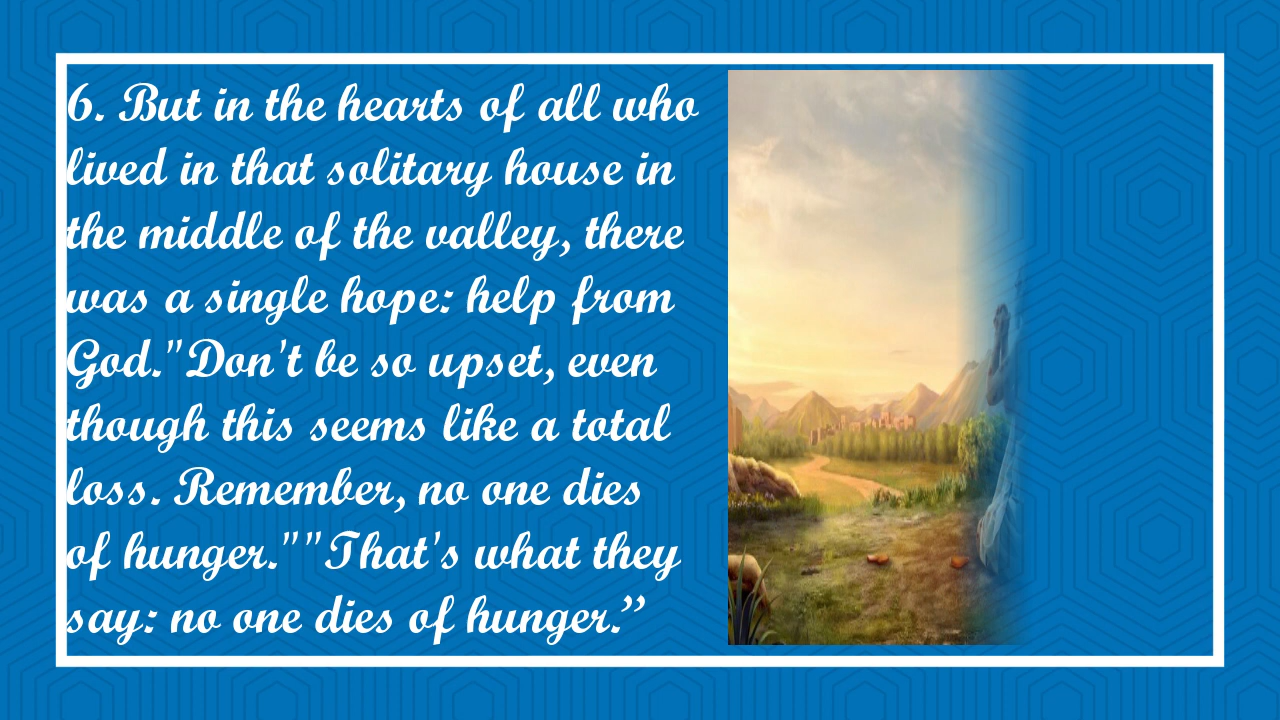 6. But in the hearts of all who
lived in that solitary house in
the middle of the valley, there
was a single hope: help from
God."Don't be so upset, even
though this seems like a total
loss. Remember, no one dies
of hunger.""That's what they
say: no one dies of hunger.”